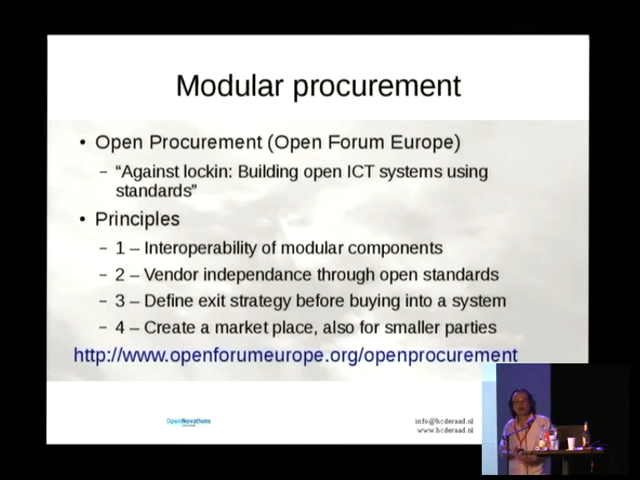 Modular procurement
• Open Procurement (Open Forum Europe)
– “Against lockin: Building open ICT systems using
standards”
• Principles
– 1 – Interoperability of modular components
– 2 – Vendor independance through open standards
– 3 – Define exit strategy before buying into a system
– 4 – Create a market place, also for smaller parties
http://www.openforumeurope.org/openprocurement
OpenNovations
info@hcderaad.nl
www.hcderaad.nl